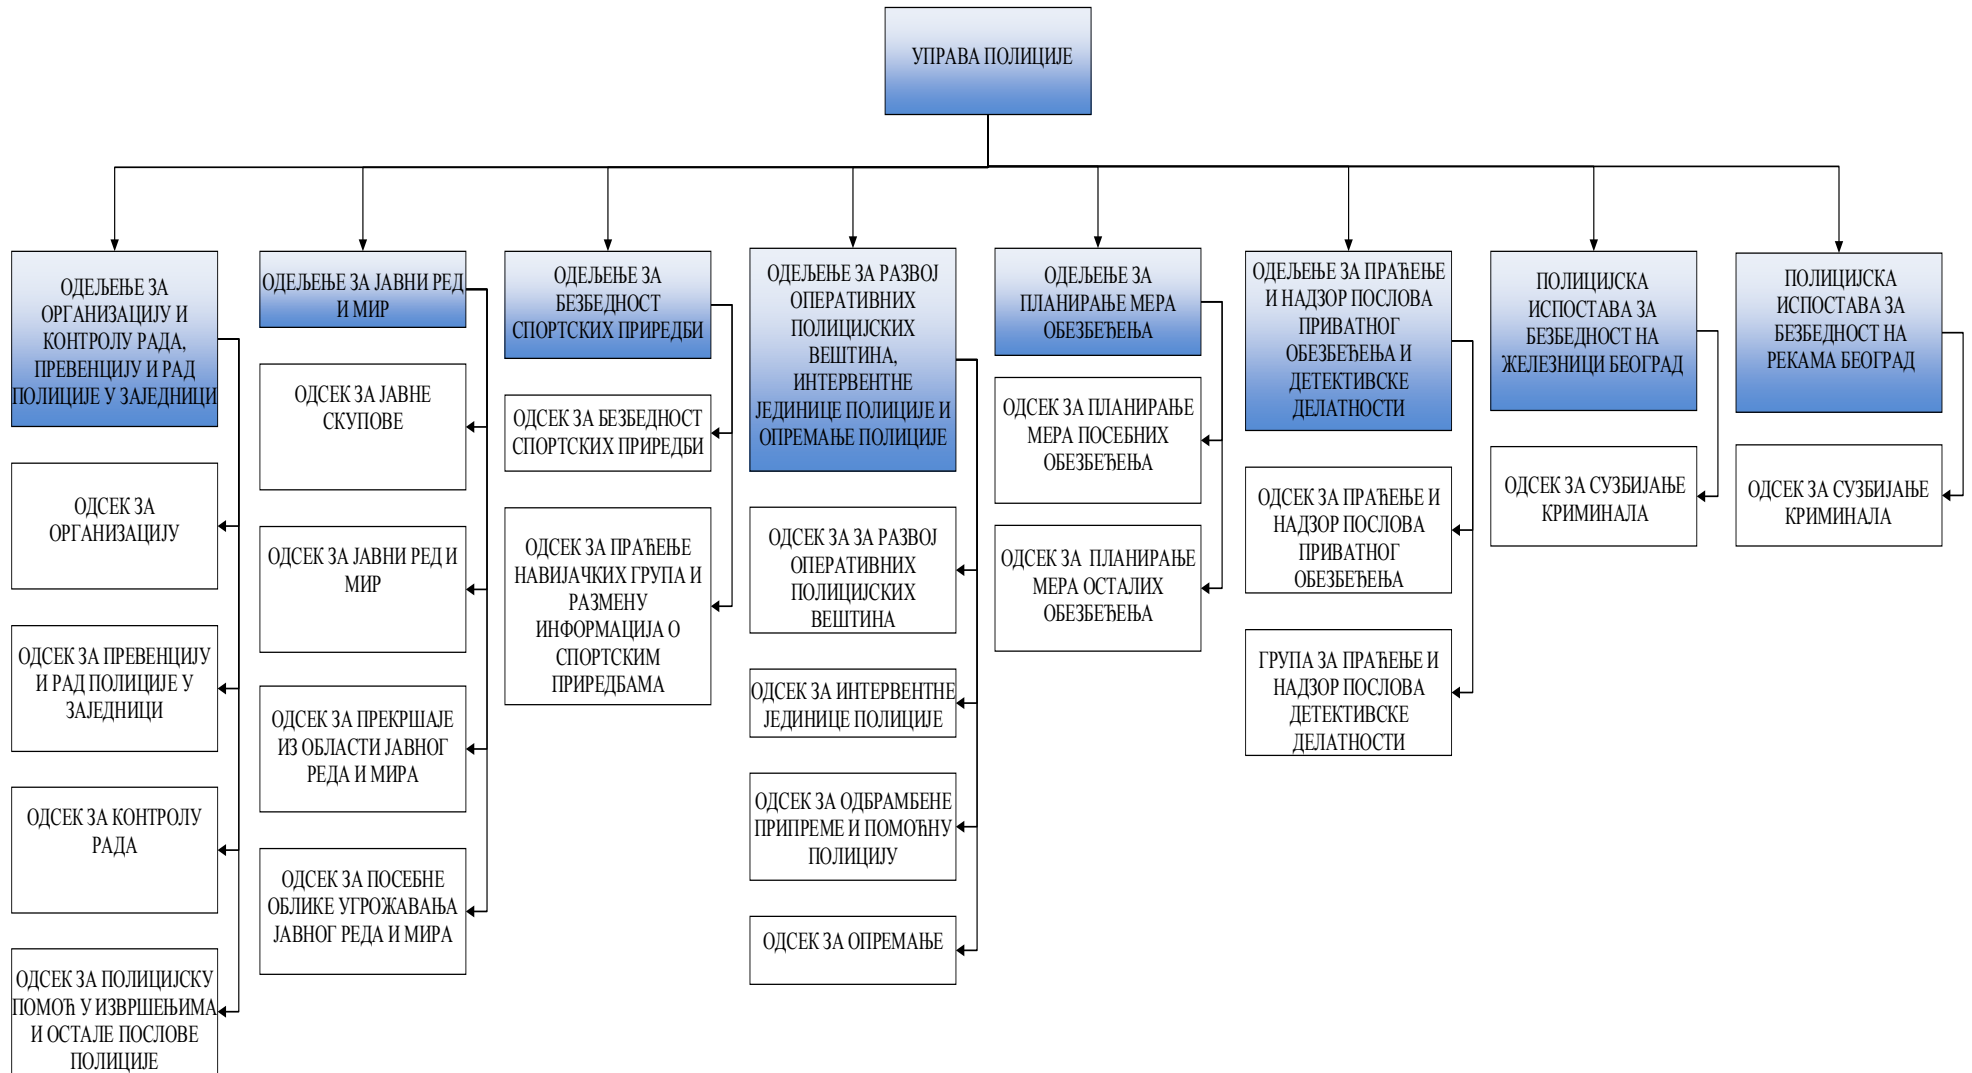 УПРАВА ПОЛИЦИЈЕ
ОДЕЉЕЊЕ ЗА
ОРГАНИЗАЦИЈУ И
КОНТРОЛУ РАДА,
ПРЕВЕНЦИЈУ И РАД
ПОЛИЦИЈЕ У ЗАЈЕДНИЦИ
ОДСЕК ЗА
ОРГАНИЗАЦИЈУ
ОДСЕК ЗА ПРЕВЕНЦИЈУ
И РАД ПОЛИЦИЈЕ У
ЗАЈЕДНИЦИ
ОДСЕК ЗА КОНТРОЛУ
РАДА
ОДСЕК ЗА ПОЛИЦИЈСКУ
ПОМОЋ У ИЗВРШЕЊИМА
И ОСТАЛЕ ПОСЛОВЕ
ПОЛИЦИЈЕ
ОДЕЉЕЊЕ ЗА ЈАВНИ РЕД
И МИР
ОДСЕК ЗА ЈАВНЕ
СКУПОВЕ
ОДСЕК ЗА ЈАВНИ РЕД И
МИР
ОДСЕК ЗА ПРЕКРШАЈЕ
ИЗ ОБЛАСТИ ЈАВНОГ
РЕДА И МИРА
ОДСЕК ЗА ПОСЕБНЕ
ОБЛИКЕ УГРОЖАВАЊА
ЈАВНОГ РЕДА И МИРА
ОДЕЉЕЊЕ ЗА
БЕЗБЕДНОСТ
СПОРТСКИХ ПРИРЕДБИ
ОДСЕК ЗА БЕЗБЕДНОСТ
СПОРТСКИХ ПРИРЕДБИ
ОДСЕК ЗА ПРАЋЕЊЕ
НАВИЈАЧКИХ ГРУПА И
РАЗМЕНУ
ИНФОРМАЦИЈА О
СПОРТСКИМ
ПРИРЕДБАМА
ОДЕЉЕЊЕ ЗА РАЗВОЈ
ОПЕРАТИВНИХ
ПОЛИЦИЈСКИХ
ВЕШТИНА,
ИНТЕРВЕНТНЕ
ЈЕДИНИЦЕ ПОЛИЦИЈЕ И
ОПРЕМАЊЕ ПОЛИЦИЈЕ
ОДСЕК ЗА ЗА РАЗВОЈ
ОПЕРАТИВНИХ
ПОЛИЦИЈСКИХ
ВЕШТИНА
ОДСЕК ЗА ИНТЕРВЕНТНЕ
ЈЕДИНИЦЕ ПОЛИЦИЈЕ
ОДСЕК ЗА ОДБРАМБЕНЕ
ПРИПРЕМЕ И ПОМОЋНУ
ПОЛИЦИЈУ
ОДСЕК ЗА ОПРЕМАЊЕ
ОДЕЉЕЊЕ ЗА
ПЛАНИРАЊЕ МЕРА
ОБЕЗБЕЂЕЊА
ОДСЕК ЗА ПЛАНИРАЊЕ
МЕРА ПОСЕБНИХ
ОБЕЗБЕЂЕЊА
ОДСЕК ЗА ПЛАНИРАЊЕ
МЕРА ОСТАЛИХ
ОБЕЗБЕЂЕЊА
ОДЕЉЕЊЕ ЗА ПРАЋЕЊЕ
И НАДЗОР ПОСЛОВА
ПРИВАТНОГ
ОБЕЗБЕЂЕЊА И
ДЕТЕКТИВСКЕ
ДЕЛАТНОСТИ
ОДСЕК ЗА ПРАЋЕЊЕ И
НАДЗОР ПОСЛОВА
ПРИВАТНОГ
ОБЕЗБЕЂЕЊА
ГРУПА ЗА ПРАЋЕЊЕ И
НАДЗОР ПОСЛОВА
ДЕТЕКТИВСКЕ
ДЕЛАТНОСТИ
ПОЛИЦИЈСКА
ИСПОСТАВА ЗА
БЕЗБЕДНОСТ НА
ЖЕЛЕЗНИЦИ БЕОГРАД
ОДСЕК ЗА СУЗБИЈАЊЕ
КРИМИНАЛА
ПОЛИЦИЈСКА
ИСПОСТАВА ЗА
БЕЗБЕДНОСТ НА
РЕКАМА БЕОГРАД
ОДСЕК ЗА СУЗБИЈАЊЕ
КРИМИНАЛА